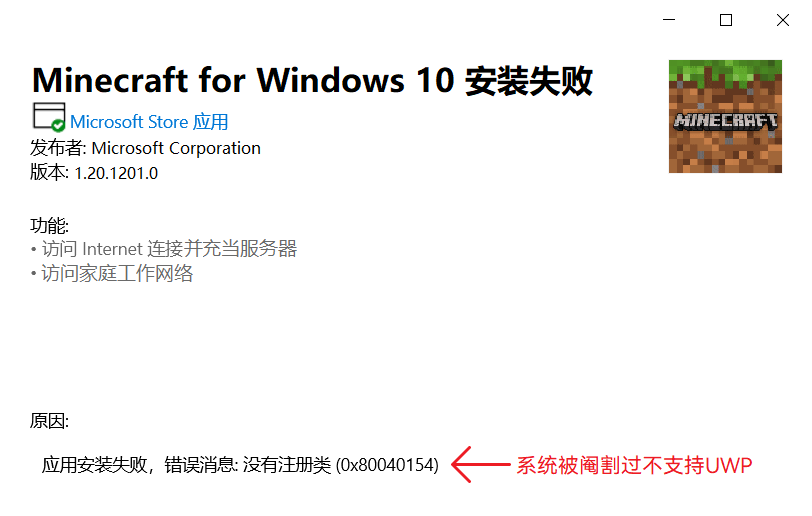 Minecraft for Windows 10 安装失败
Microsoft Store 应用
发布者: Microsoft Corporation
版本: 1.20.1201.0
MINECRAFT
功能:
• 访问 Internet 连接并充当服务器
• 访问家庭工作网络
原因:
应用安装失败，错误消息: 没有注册类 (0x80040154)
系统被阉割过不支持UWP